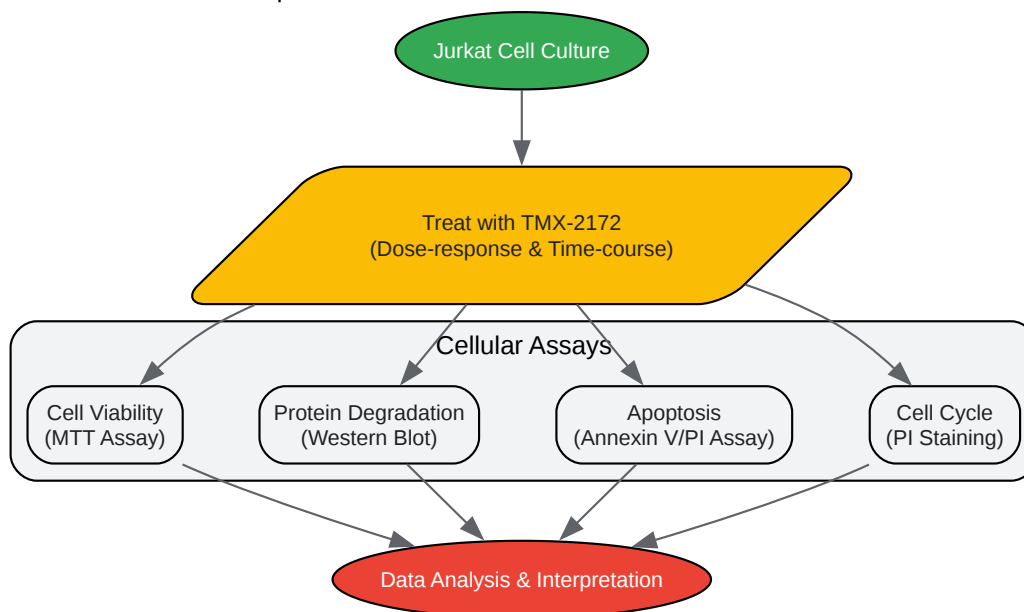 Jurkat Cell Culture
Treat with TMX-2172
(Dose-response & Time-course)
Cellular Assays
Cell Viability
(MTT Assay)
Protein Degradation
(Western Blot)
Apoptosis
(Annexin V/PI Assay)
Cell Cycle
(PI Staining)
Data Analysis & Interpretation